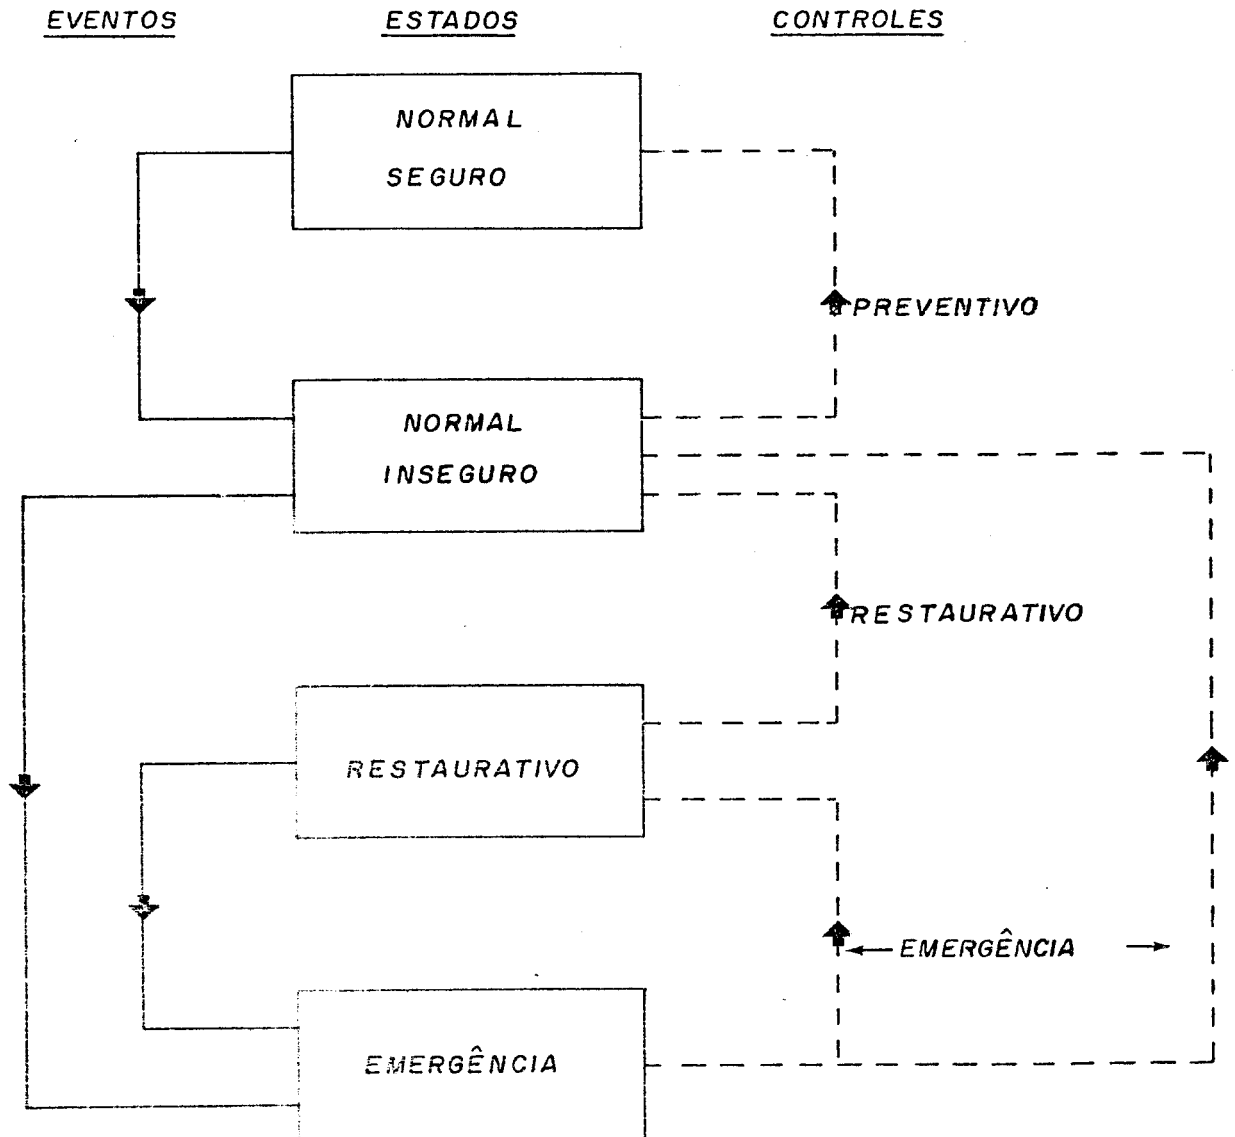 EVENTOS ESTADOS CONTROLES
NORMAL
SEGURO
PREVENTIVO
NORMAL
INSEGURO
RESTAURATIVO
RESTAURATIVO
EMERGÊNCIA
EMERGÊNCIA